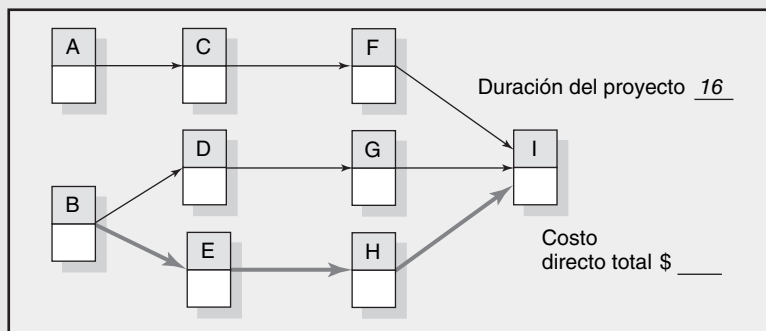 A
C
F
Duración del proyecto 16
D
G
I
B
E
H
Costo
directo total $ ____